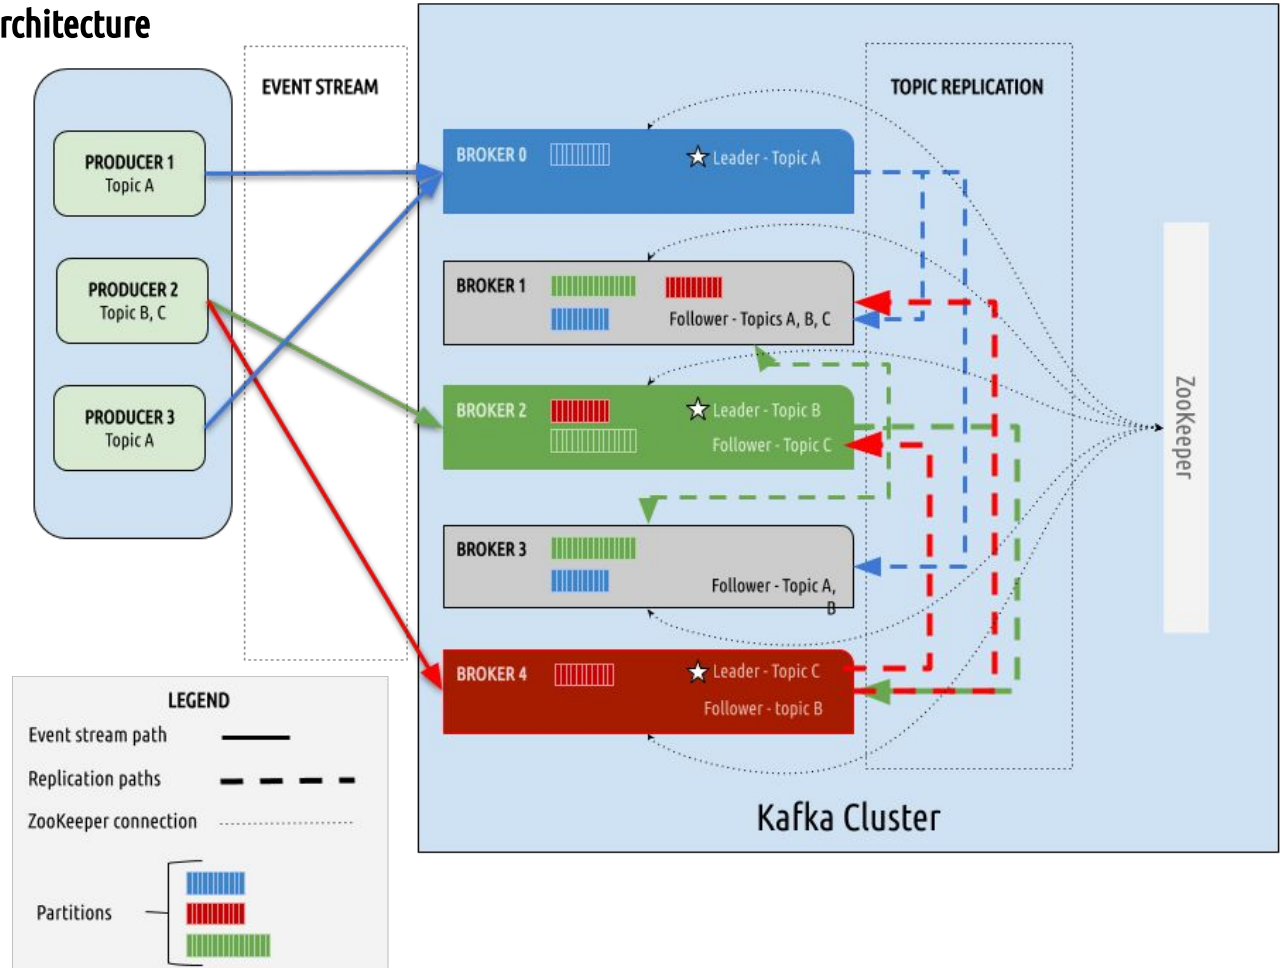 rchitecture
EVENT STREAM
TOPIC REPLICATION
PRODUCER 1
Topic A
PRODUCER 2
Topic B, C
PRODUCER 3
Topic A
BROKER 0
Leader - Topic A
BROKER 1
Follower - Topics A, B, C
BROKER 2
Leader - Topic B
Follower - Topic C
BROKER 3
Follower - Topic A,
B
BROKER 4
Leader - Topic C
Follower - topic B
ZooKeeper
Kafka Cluster
LEGEND
Event stream path
Replication paths
ZooKeeper connection
Partitions